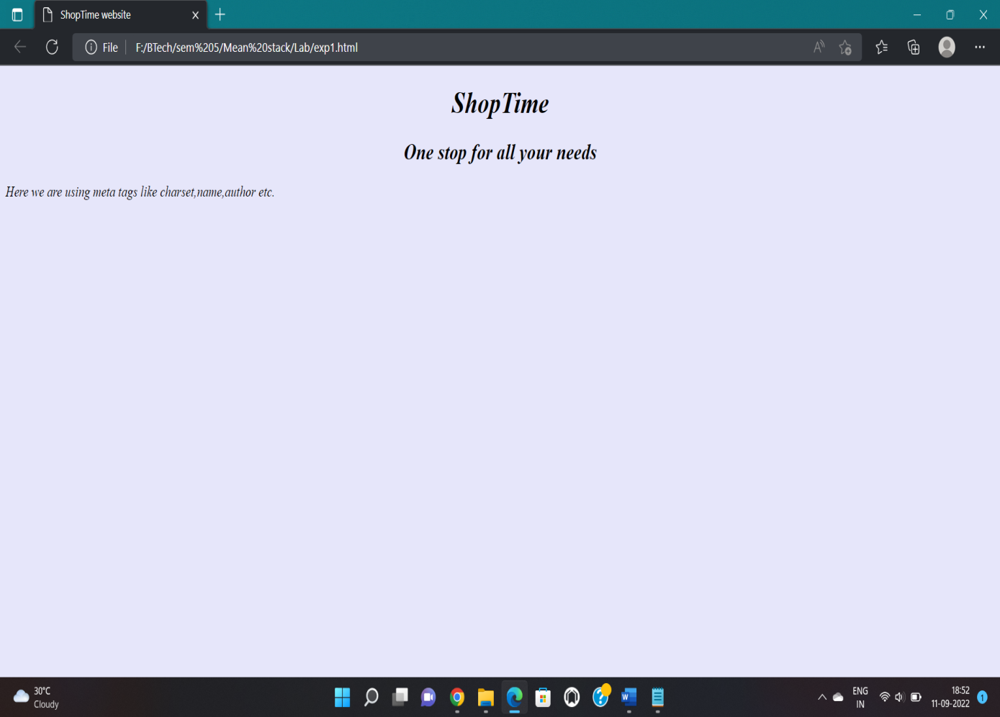 ShopTime website
File F:/BTech/sem%205/Mean%20stack/Lab/exp1.html
ShopTime
One stop for all your needs
Here we are using meta tags like charset,name,author etc.
30°C
Cloudy
ENG
IN
18:52
11-09-2022
1